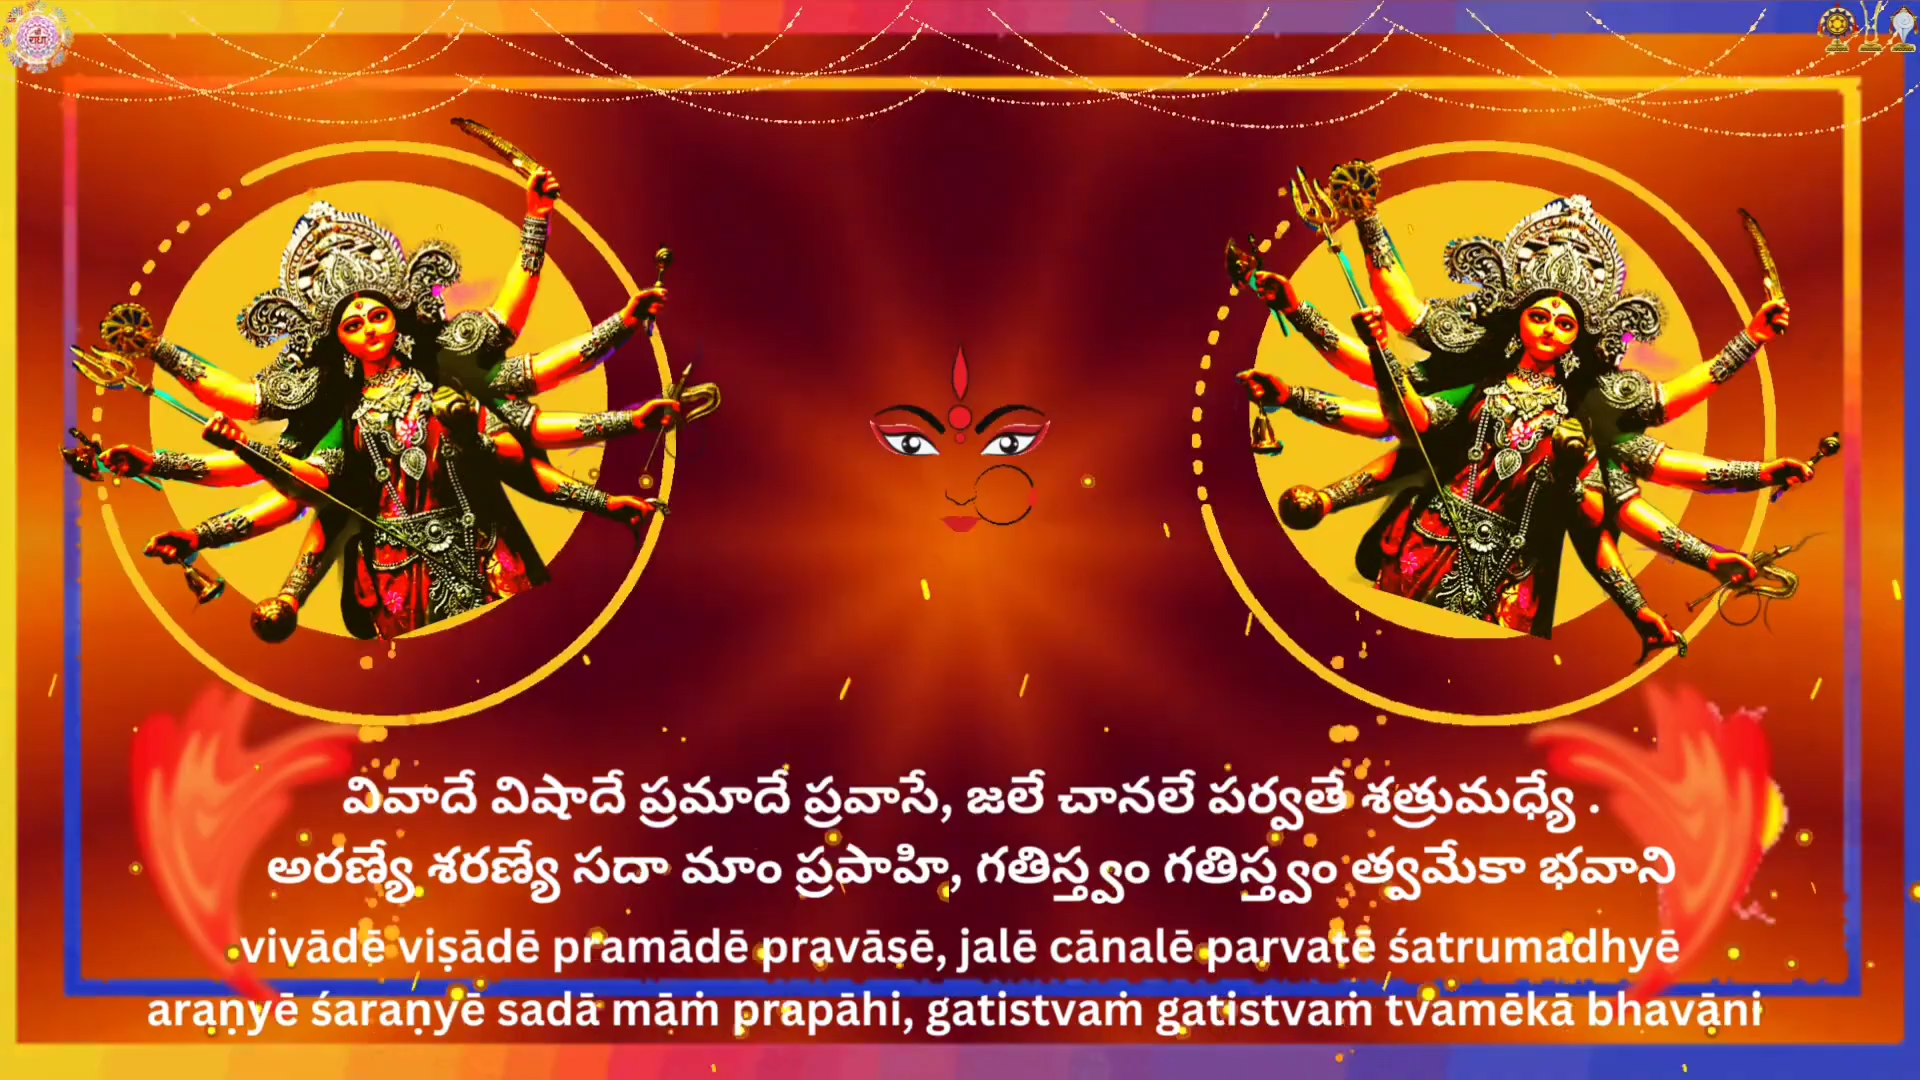 राधा
వివాదే విషాదే ప్రమాదే ప్రవాసే, జలే చానలే పర్వతే శత్రుమధ్యే .
అరణ్యే శరణ్యే సదా మాం ప్రపాహి, గతిస్త్వం గతిస్త్వం త్వమేకా భవాని
vivādē viṣādē pramādē pravāsē, jalē cānalē parvatē śatrumadhyē
araṇyē śaraṇyē sadā māṁ prapāhi, gatistvaṁ gatistvaṁ tvamēkā bhavāni